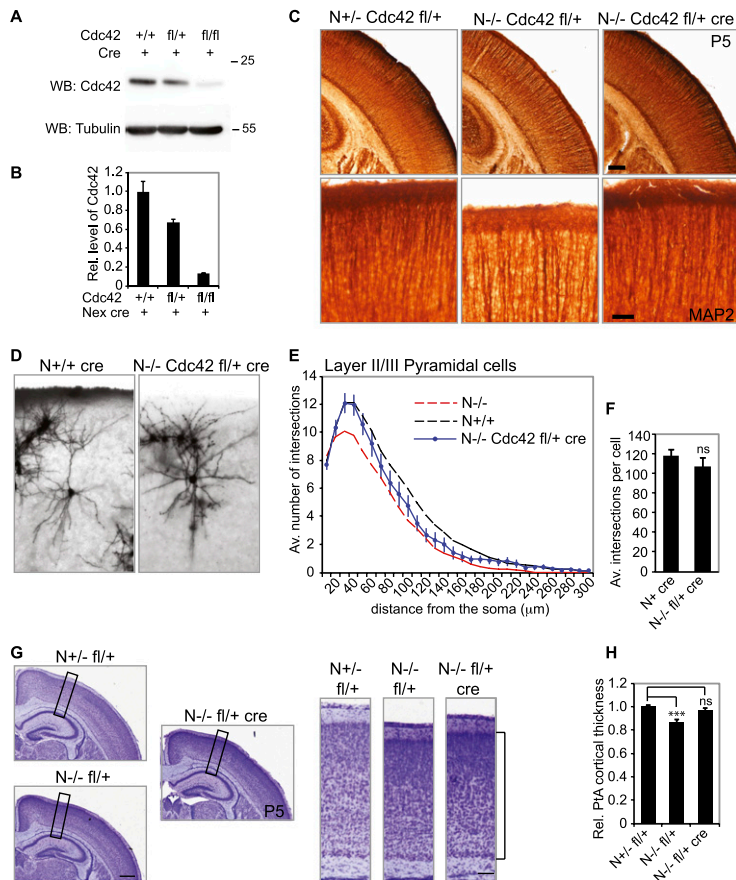 A
Cdc42 +/+ fl/+ fl/fl
Cre + + +
– 25
WB: Cdc42
WB: Tubulin
– 55
B
Rel. level of Cdc42
1.2
1.0
0.8
0.6
0.4
0.2
0
Cdc42 +/+ fl/+ fl/fl
Nex cre + + +
C
N+/- Cdc42 fl/+ N-/- Cdc42 fl/+ N-/- Cdc42 fl/+ cre
P5
MAP2
D
N+/+ cre N-/- Cdc42 fl/+ cre
E
Layer II/III Pyramidal cells
Av. number of intersections
14
12
10
8
6
4
2
0
N-/-
N+/+
N-/- Cdc42 fl/+ cre
20 40 60 80 100 120 140 160 180 200 220 240 260 280 300
distance from the soma (μm)
F
Av. intersections per cell
140
120
100
80
60
40
20
0
ns
N+ cre
N-/- fl/+ cre
G
N+/- fl/+
N-/- fl/+
N-/- fl/+ cre
P5
N+/- fl/+
N-/- fl/+
N-/- fl/+ cre
H
Rel. PtA cortical thickness
1.2
1.0
0.8
0.6
0.4
0.2
0
***
ns
N+/- fl/+
N-/- fl/+
N-/- fl/+ cre